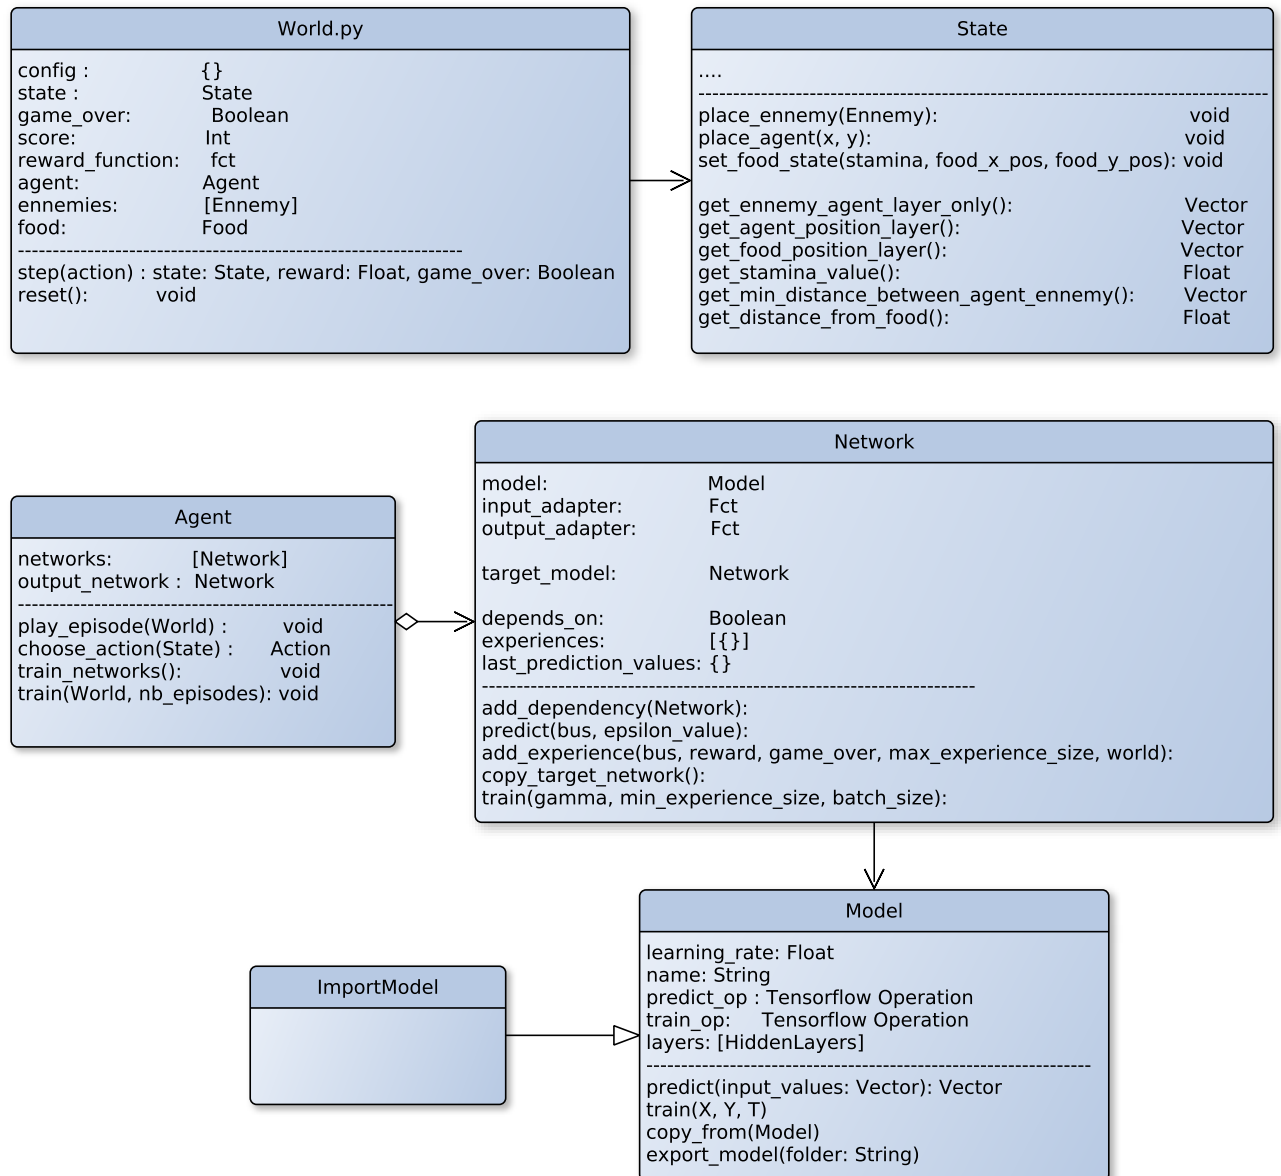 World.py
config : {}
state : State
game_over: Boolean
score: Int
reward_function: fct
agent: Agent
ennemies: [Ennemy]
food: Food
step(action) : state: State, reward: Float, game_over: Boolean
reset(): void
State
....
place_ennemy(Ennemy): void
place_agent(x, y): void
set_food_state(stamina, food_x_pos, food_y_pos): void
get_ennemy_agent_layer_only(): Vector
get_agent_position_layer(): Vector
get_food_position_layer(): Vector
get_stamina_value(): Float
get_min_distance_between_agent_ennemy(): Vector
get_distance_from_food(): Float
Agent
networks: [Network]
output_network : Network
play_episode(World) : void
choose_action(State) : Action
train_networks(): void
train(World, nb_episodes): void
Network
model: Model
input_adapter: Fct
output_adapter: Fct
target_model: Network
depends_on: Boolean
experiences: [{}]
last_prediction_values: {}
add_dependency(Network):
predict(bus, epsilon_value):
add_experience(bus, reward, game_over, max_experience_size, world):
copy_target_network():
train(gamma, min_experience_size, batch_size):
ImportModel
Model
learning_rate: Float
name: String
predict_op : Tensorflow Operation
train_op: Tensorflow Operation
layers: [HiddenLayers]
predict(input_values: Vector): Vector
train(X, Y, T)
copy_from(Model)
export_model(folder: String)